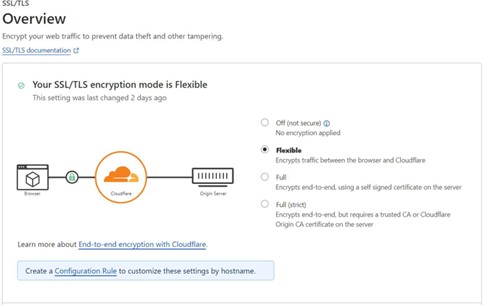 SSL/TLS
Overview
Encrypt your web traffic to prevent data theft and other tampering.
SSL/TLS documentation
Your SSL/TLS encryption mode is Flexible
This setting was last changed 2 days ago
Off (not secure)
No encryption applied
Flexible
Encrypts traffic between the browser and Cloudflare
Full
Encrypts end-to-end, using a self signed certificate on the server
Full (strict)
Encrypts end-to-end, but requires a trusted CA or Cloudflare
Origin CA certificate on the server
Browser
Cloudflare
Origin Server
Learn more about End-to-end encryption with Cloudflare.
Create a Configuration Rule to customize these settings by hostname.